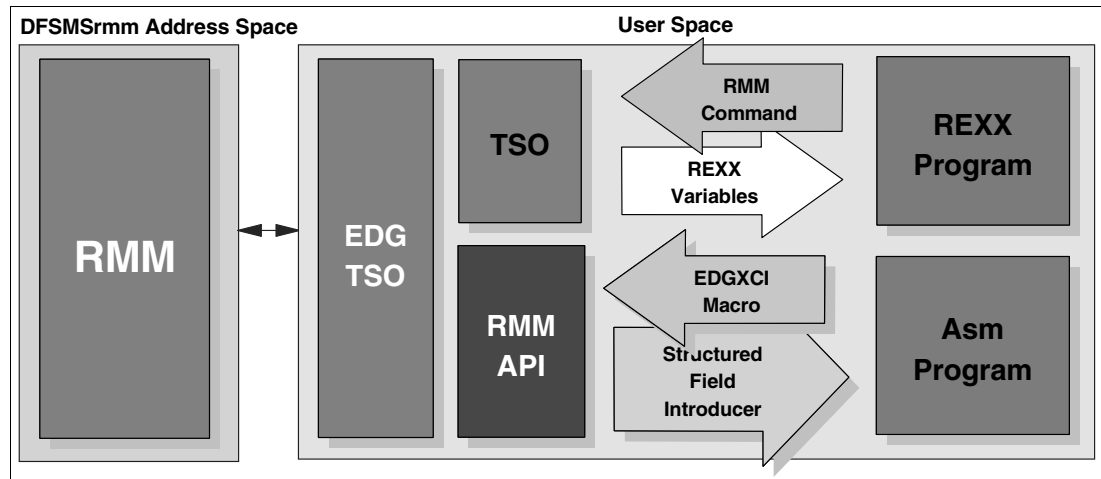 DFSMSrmm Address Space
User Space
RMM
EDG
TSO
TSO
RMM
API
RMM
Command
REXX
Variables
EDGXCI
Macro
Structured
Field
Introducer
REXX
Program
Asm
Program